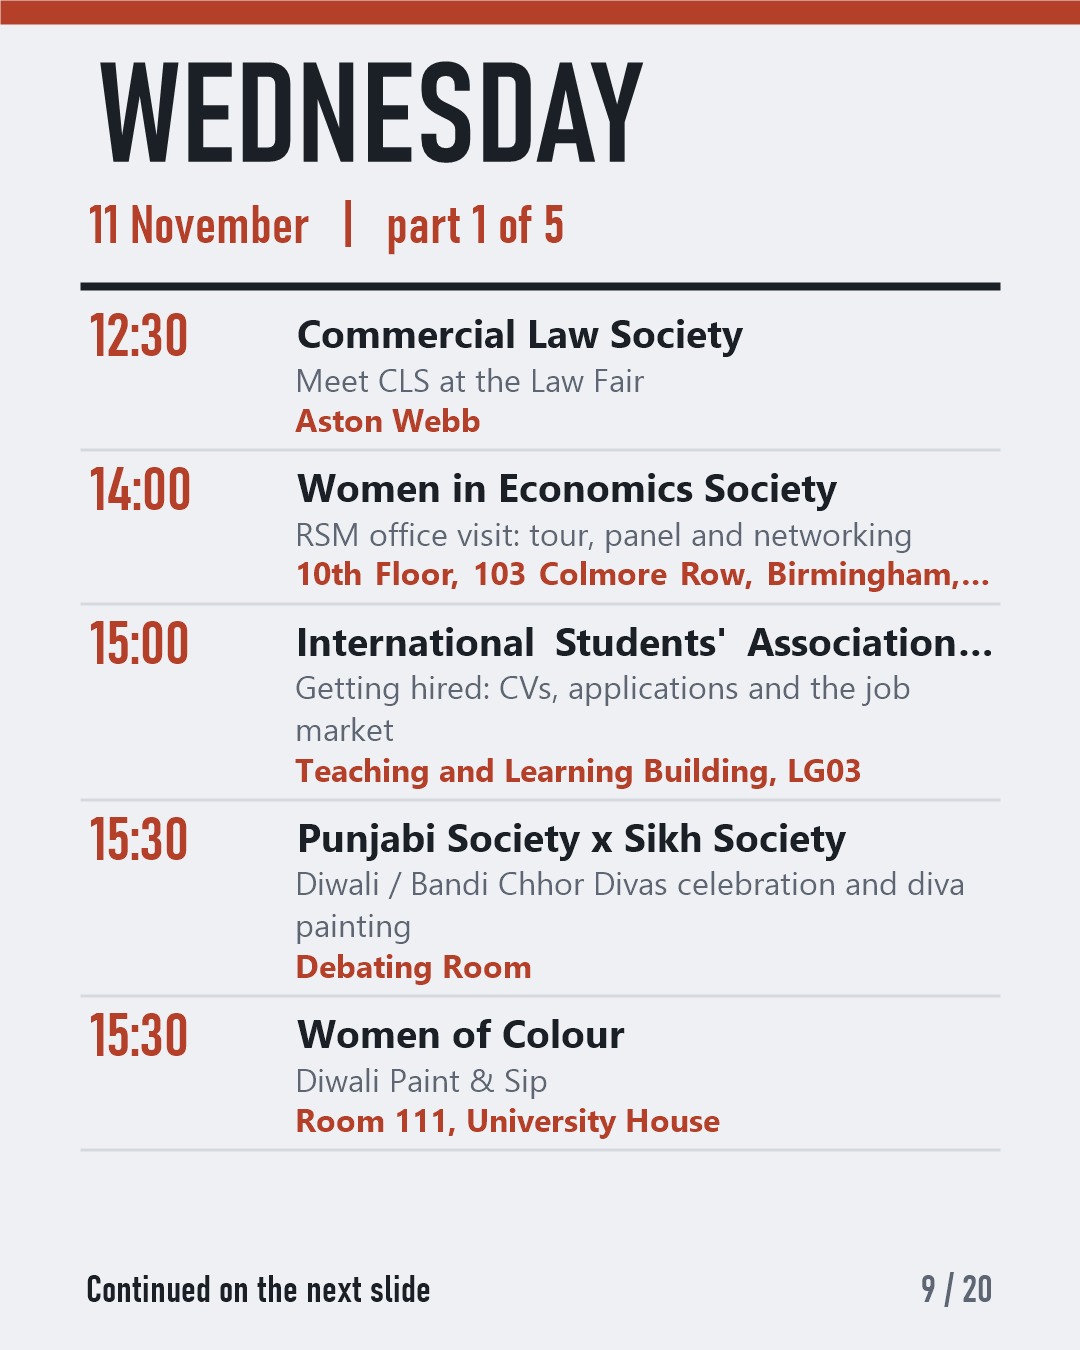 WEDNESDAY
11 November | part 1 of 5
12:30
Commercial Law Society
Meet CLS at the Law Fair
Aston Webb
14:00
Women in Economics Society
RSM office visit: tour, panel and networking
10th Floor, 103 Colmore Row, Birmingham,...
15:00
International Students' Association...
Getting hired: CVs, applications and the job
market
Teaching and Learning Building, LG03
15:30
Punjabi Society x Sikh Society
Diwali / Bandi Chhor Divas celebration and diva
painting
Debating Room
15:30
Women of Colour
Diwali Paint & Sip
Room 111, University House
Continued on the next slide
9 / 20